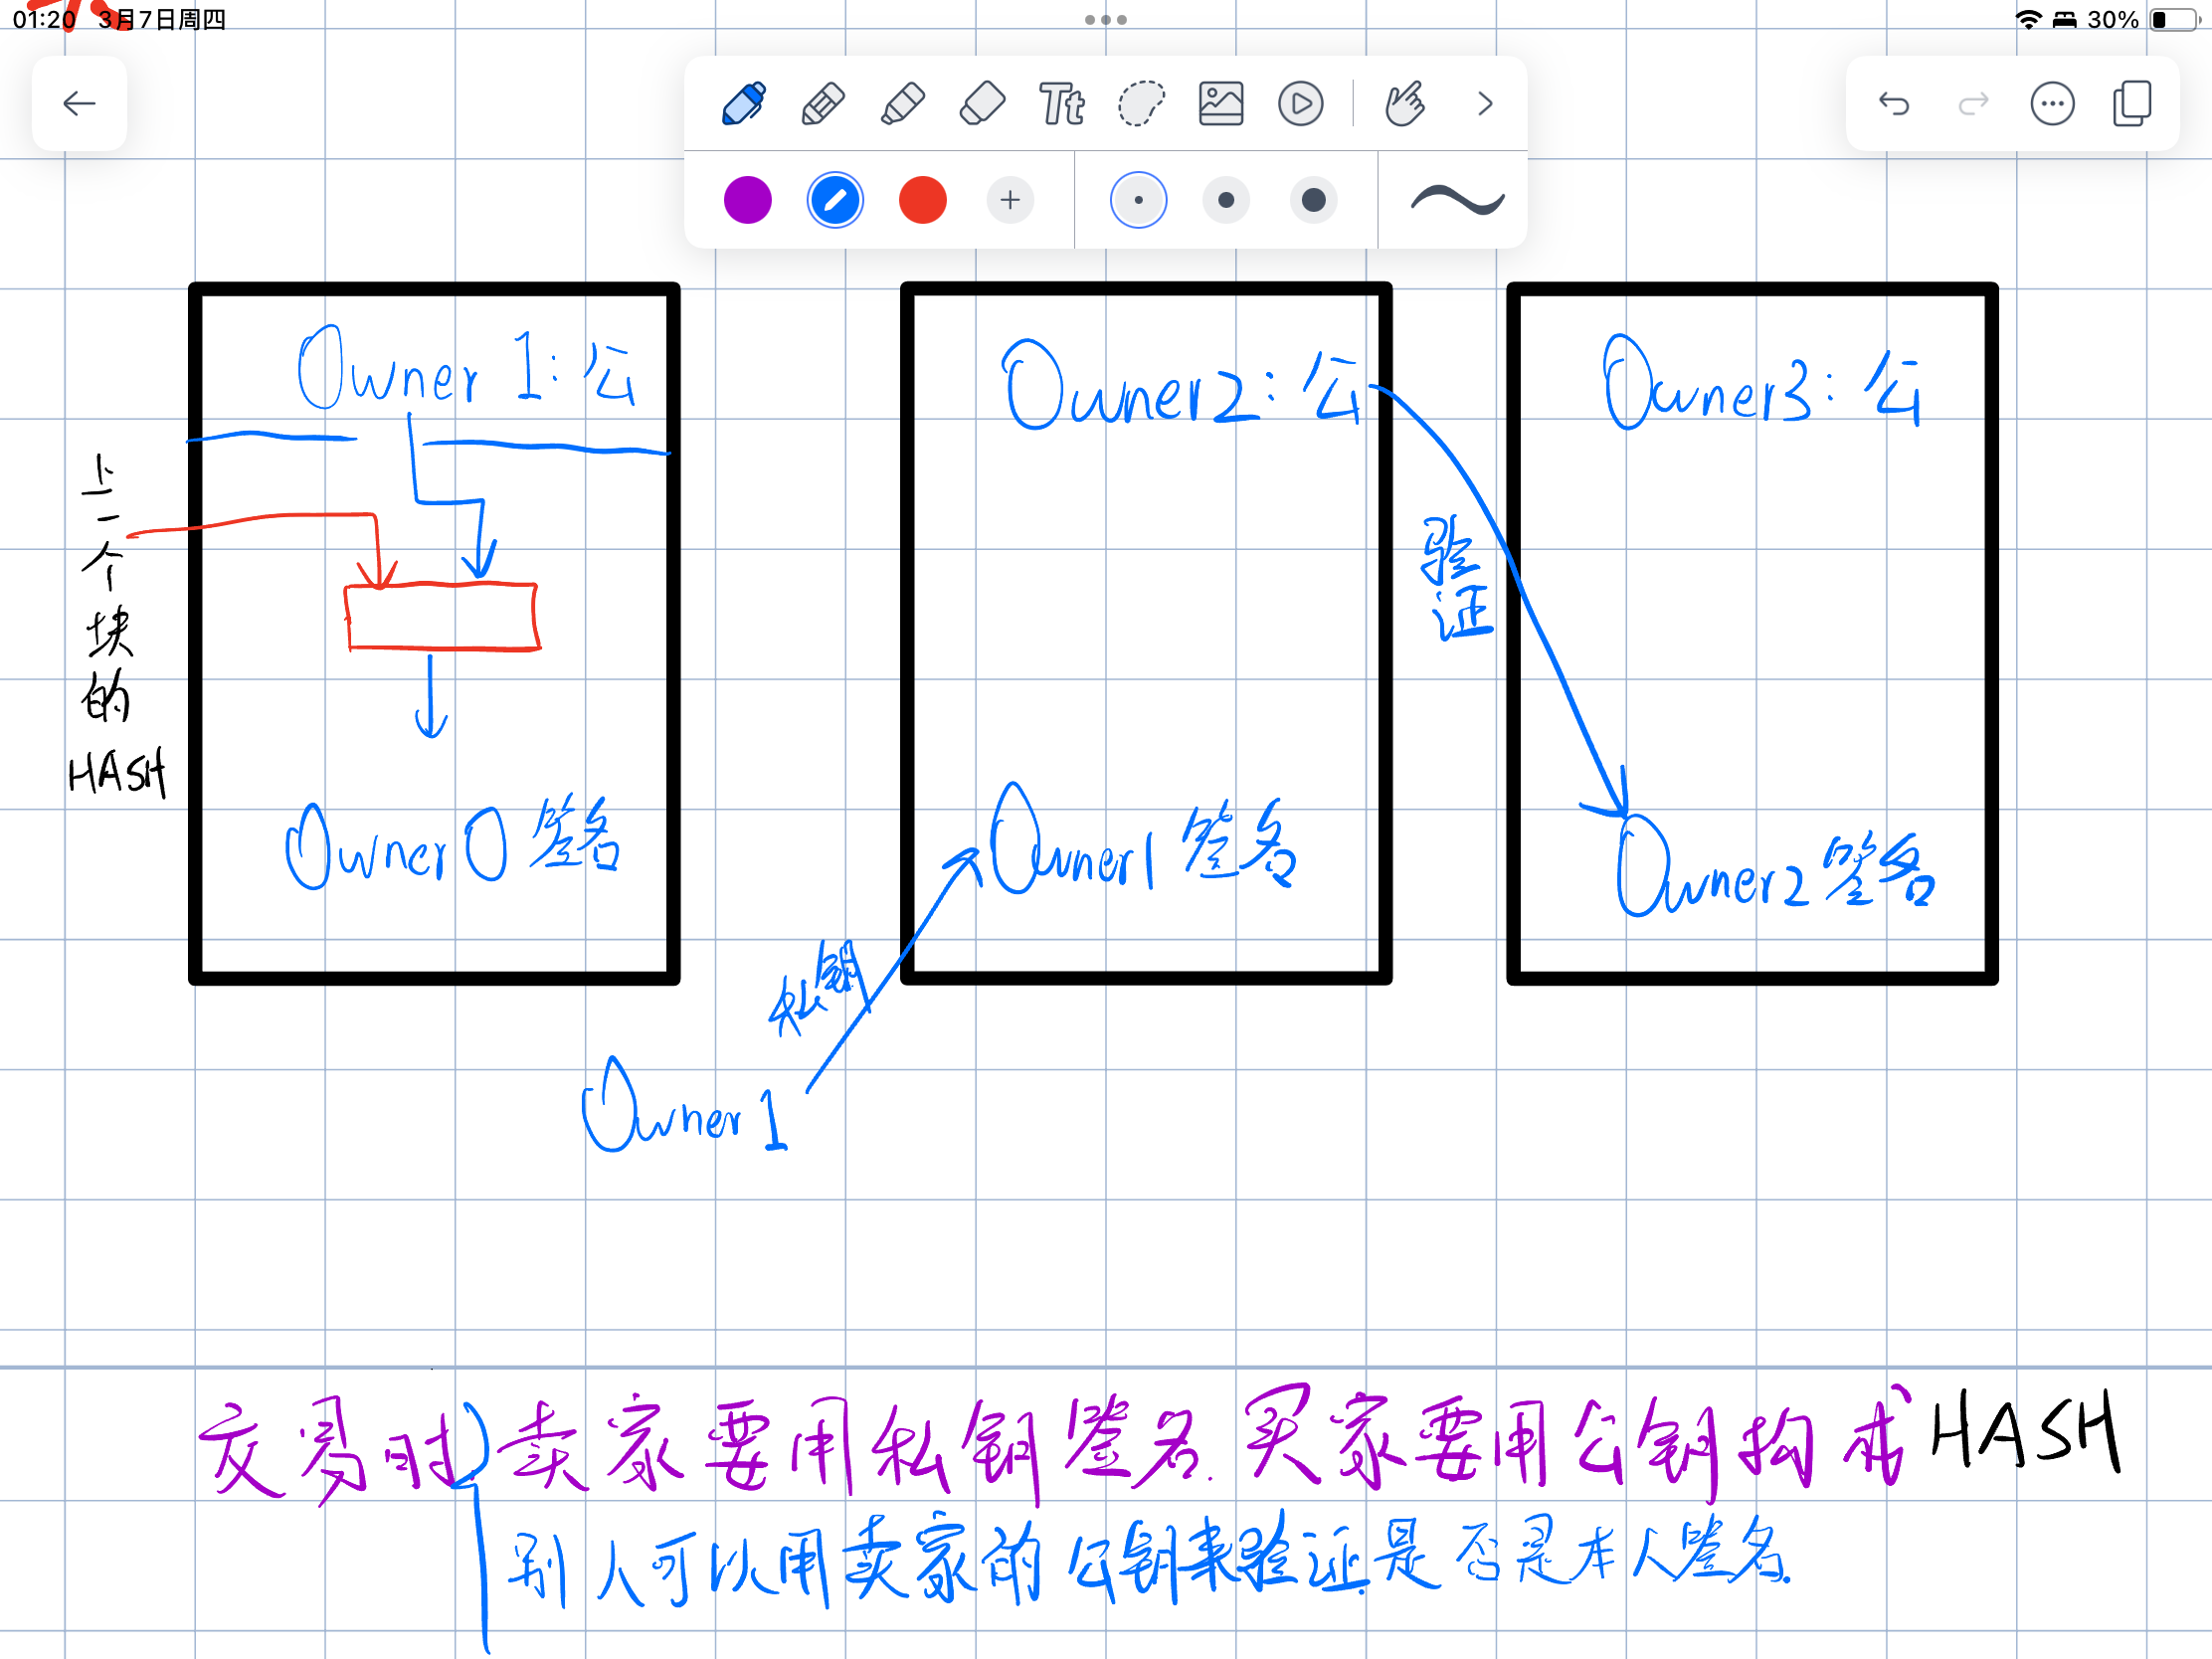 01:20 3月7日周四
30%
Tt
Owner 1: 公
Owner2: 公
Owner3: 公
上一个块的HASH
验证
Owner 0 签名
Owner1 签名
Owner2 签名
私钥
Owner 1
交易时 卖家要用私钥签名. 买家要用公钥构成HASH
别人可以用卖家的公钥来验证是否是本人签名.